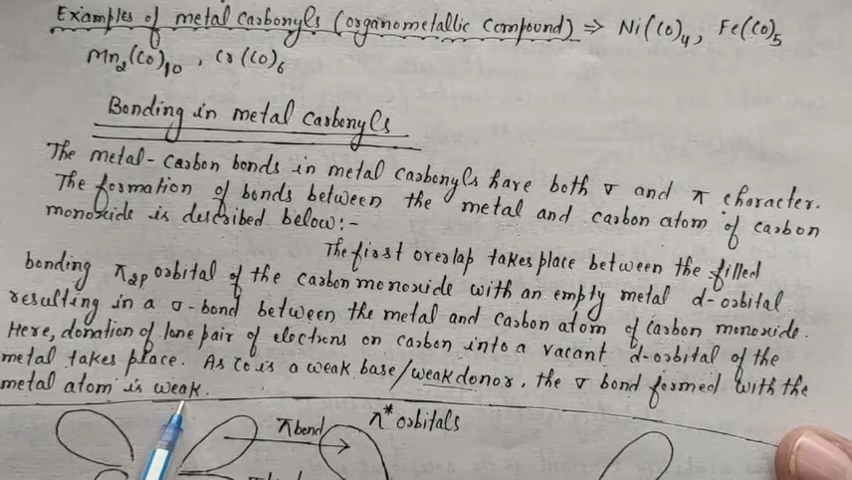 Examples of metal carbonyls (organometallic compound) ⇒ Ni(CO)4, Fe(CO)5
Mn2(CO)10, Cr(CO)6
Bonding in metal Carbonyls
The metal-carbon bonds in metal carbonyls have both σ and π character.
The formation of bonds between the metal and carbon atom of carbon
monoxide is described below:-
The first overlap takes place between the filled
bonding π2p orbital of the carbon monoxide with an empty metal d-orbital
resulting in a σ-bond between the metal and carbon atom of carbon monoxide.
Here, donation of lone pair of electrons on carbon into a vacant d-orbital of the
metal takes place. As CO is a weak base/weak donor, the σ bond formed with the
metal atom is weak.
π bond
π* orbitals